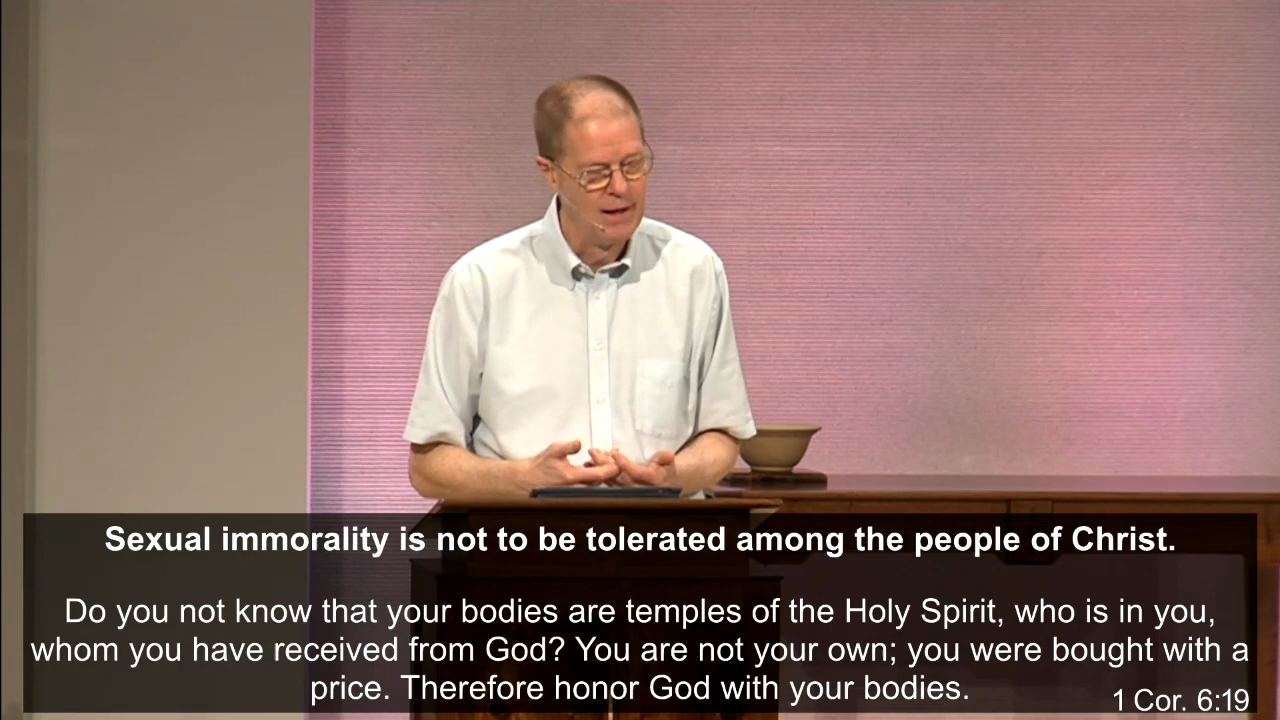 Sexual immorality is not to be tolerated among the people of Christ.
Do you not know that your bodies are temples of the Holy Spirit, who is in you,
whom you have received from God? You are not your own; you were bought with a
price. Therefore honor God with your bodies.
1 Cor. 6:19